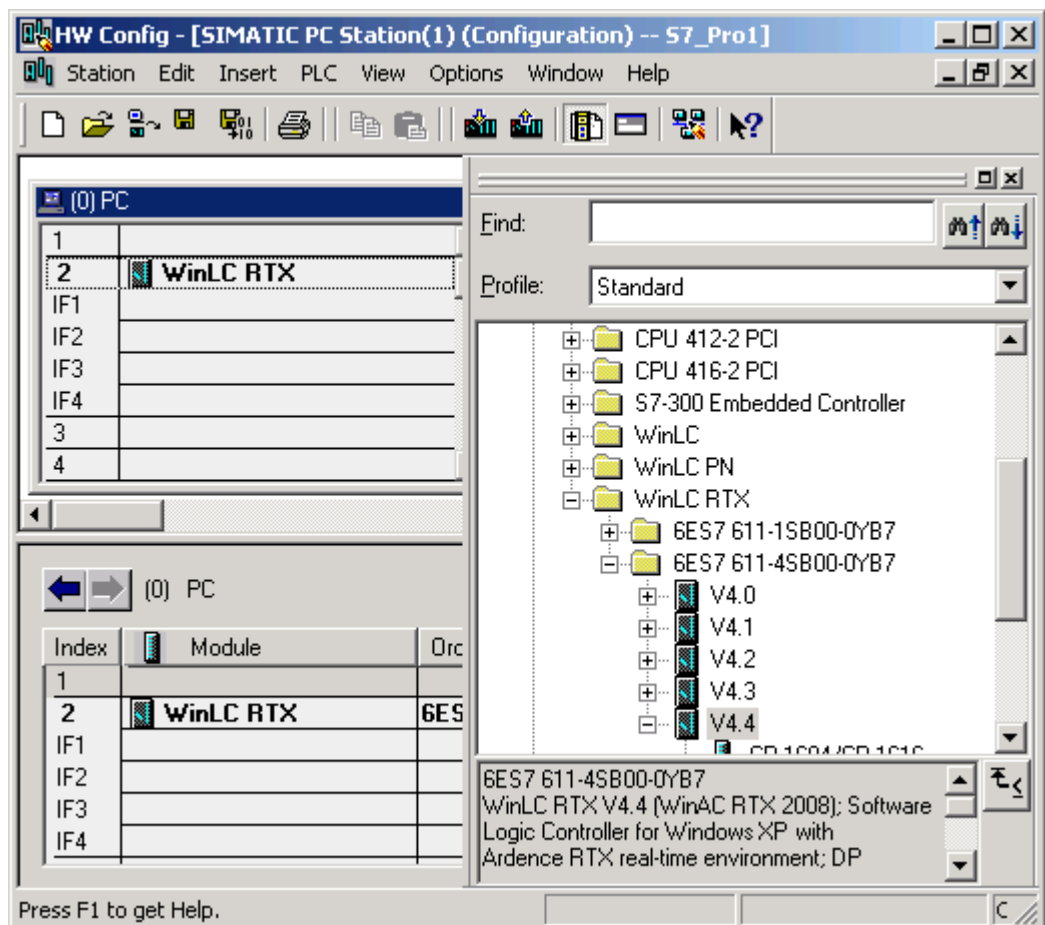 HW Config - [SIMATIC PC Station(1) (Configuration) -- S7_Pro1]
Station Edit Insert PLC View Options Window Help
(0) PC
1
2 WinLC RTX
IF1
IF2
IF3
IF4
3
4
Find:
Profile: Standard
CPU 412-2 PCI
CPU 416-2 PCI
S7-300 Embedded Controller
WinLC
WinLC PN
WinLC RTX
6ES7 611-1SB00-0YB7
6ES7 611-4SB00-0YB7
V4.0
V4.1
V4.2
V4.3
V4.4
(0) PC
Index Module
1
2 WinLC RTX 6ES
IF1
IF2
IF3
IF4
6ES7 611-4SB00-0YB7
WinLC RTX V4.4 (WinAC RTX 2008); Software
Logic Controller for Windows XP with
Ardence RTX real-time environment; DP
Press F1 to get Help.